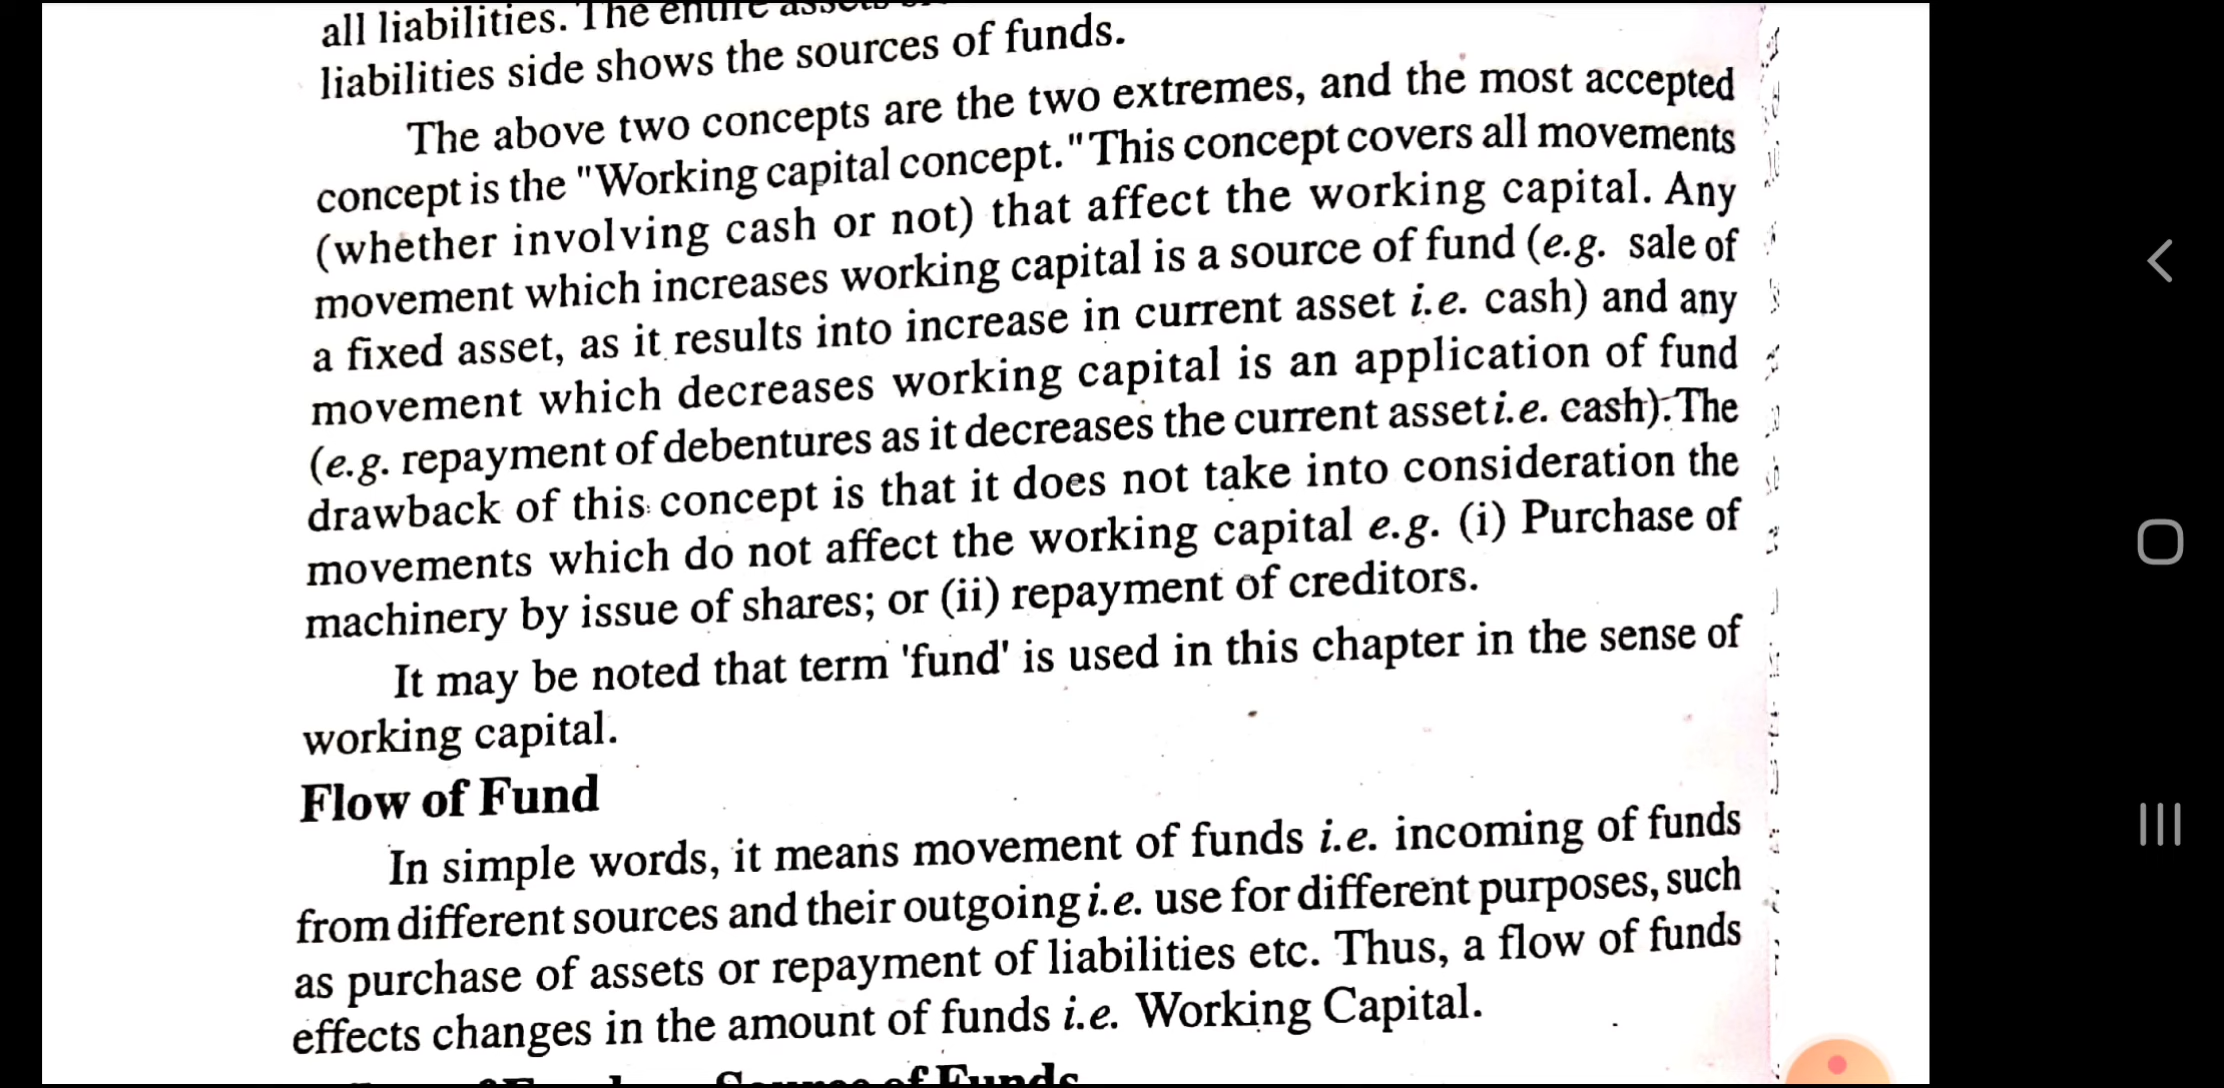 all liabilities. The entire assets
liabilities side shows the sources of funds.
The above two concepts are the two extremes, and the most accepted
concept is the "Working capital concept." This concept covers all movements
(whether involving cash or not) that affect the working capital. Any
movement which increases working capital is a source of fund (e.g. sale of
a fixed asset, as it results into increase in current asset i.e. cash) and any
movement which decreases working capital is an application of fund
(e.g. repayment of debentures as it decreases the current asset i.e. cash). The
drawback of this concept is that it does not take into consideration the
movements which do not affect the working capital e.g. (i) Purchase of
machinery by issue of shares; or (ii) repayment of creditors.
It may be noted that term 'fund' is used in this chapter in the sense of
working capital.
Flow of Fund
In simple words, it means movement of funds i.e. incoming of funds
from different sources and their outgoing i.e. use for different purposes, such
as purchase of assets or repayment of liabilities etc. Thus, a flow of funds
effects changes in the amount of funds i.e. Working Capital.
of Funds